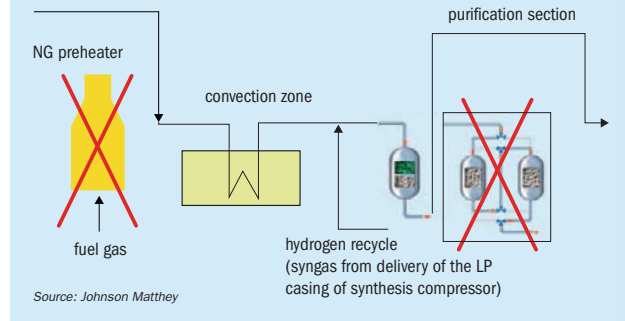 purification section
NG preheater
convection zone
fuel gas
hydrogen recycle
(syngas from delivery of the LP
casing of synthesis compressor)
Source: Johnson Matthey